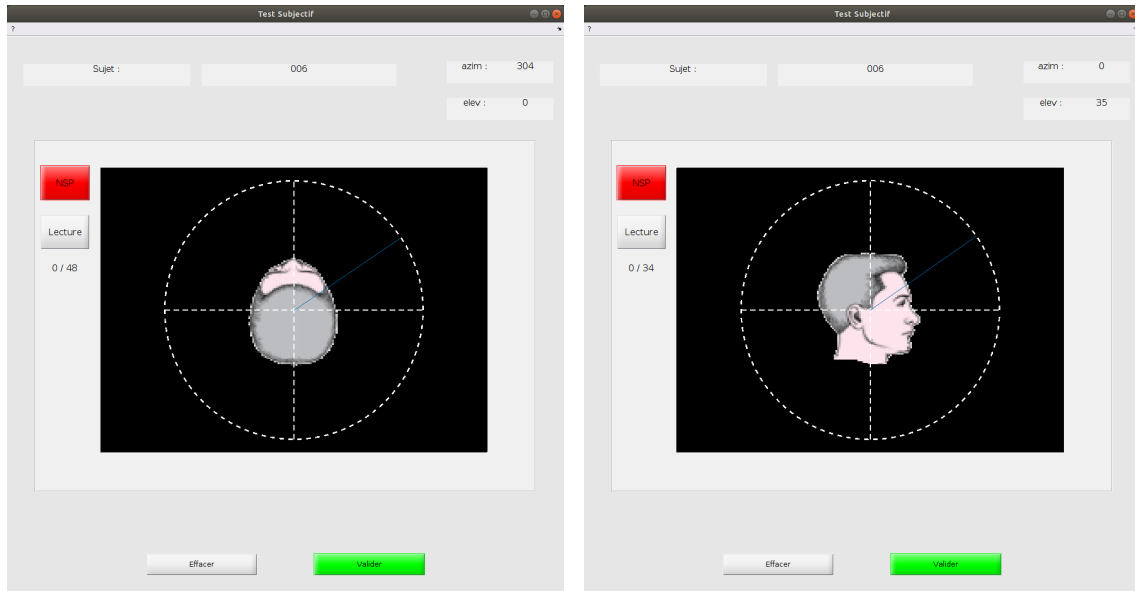 Test Subjectif
?
Sujet : 006 azim : 304
elev : 0
NSP
Lecture
0 / 48
Effacer Valider
Test Subjectif
?
Sujet : 006 azim : 0
elev : 35
NSP
Lecture
0 / 34
Effacer Valider